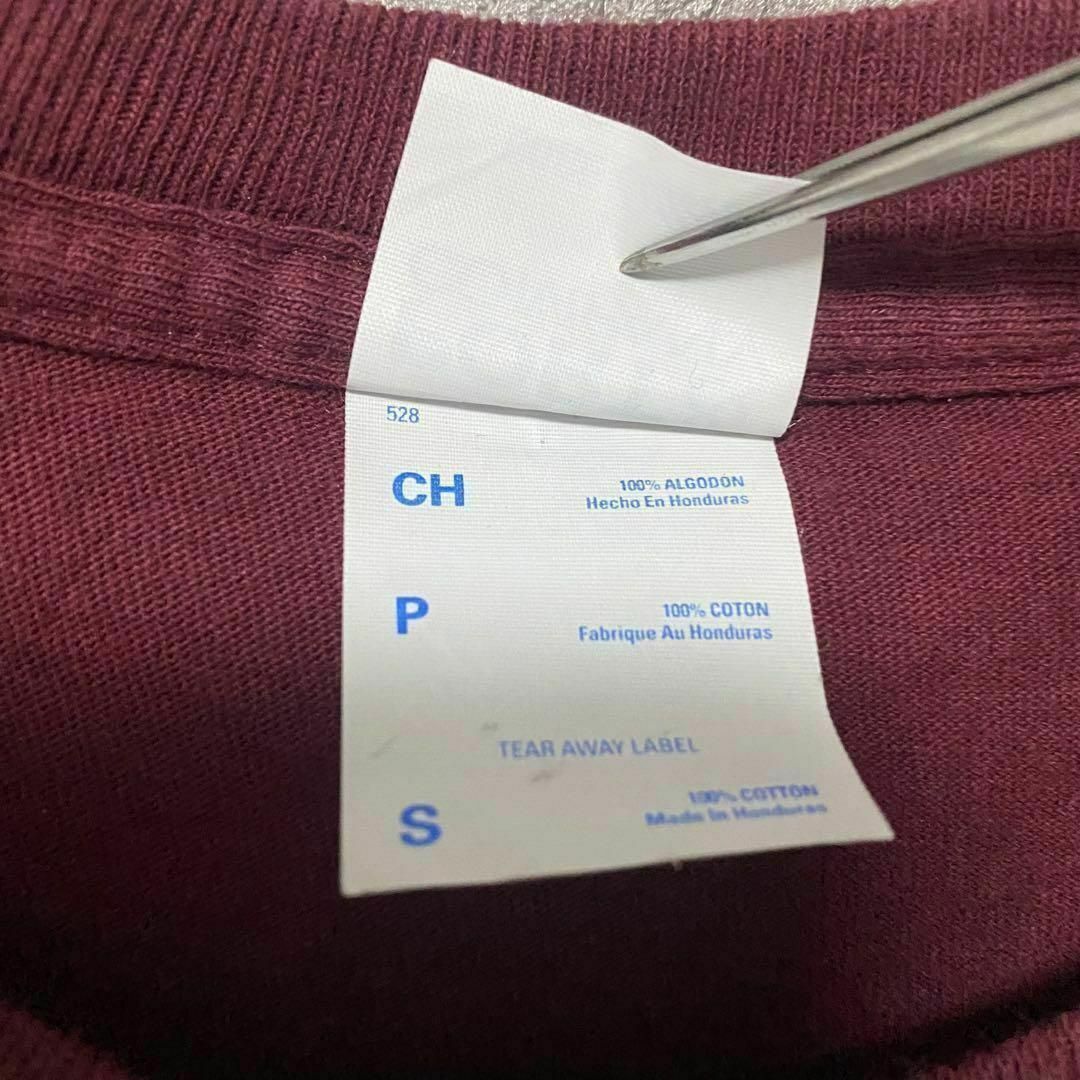 528
CH
100% ALGODÓN
Hecho En Honduras
P
100% COTON
Fabrique Au Honduras
TEAR AWAY LABEL
S
100% COTTON
Made In Honduras